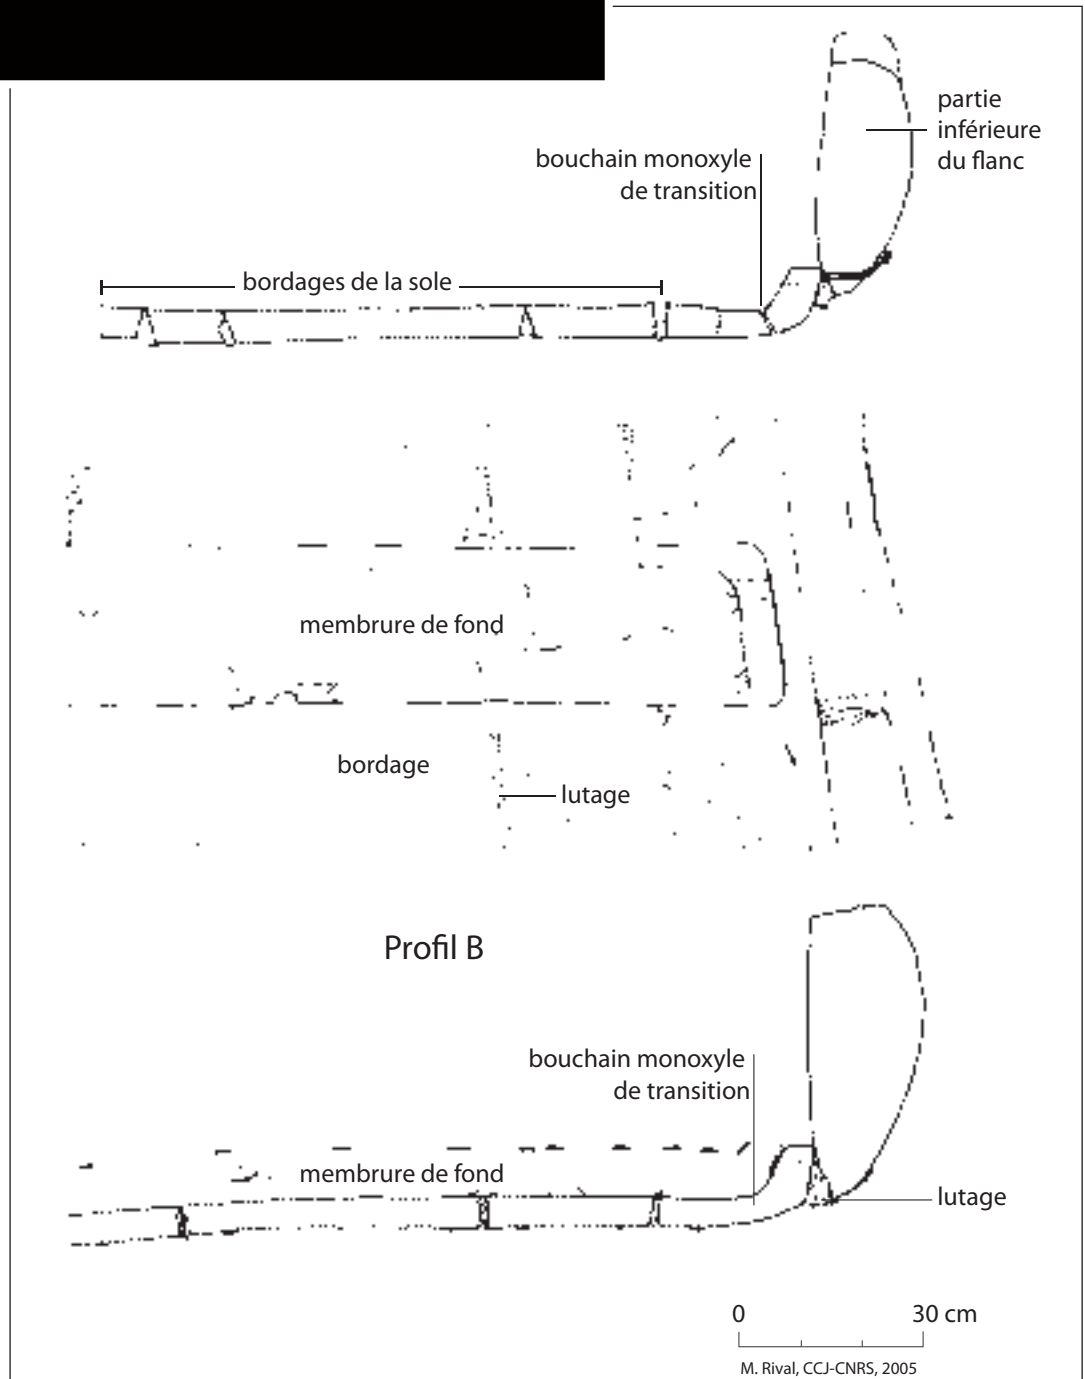 partie
inférieure
du flanc
bouchain monoxyle
de transition
bordages de la sole
membrure de fond
bordage
lutage
Profil B
bouchain monoxyle
de transition
membrure de fond
lutage
0 30 cm
M. Rival, CCJ-CNRS, 2005